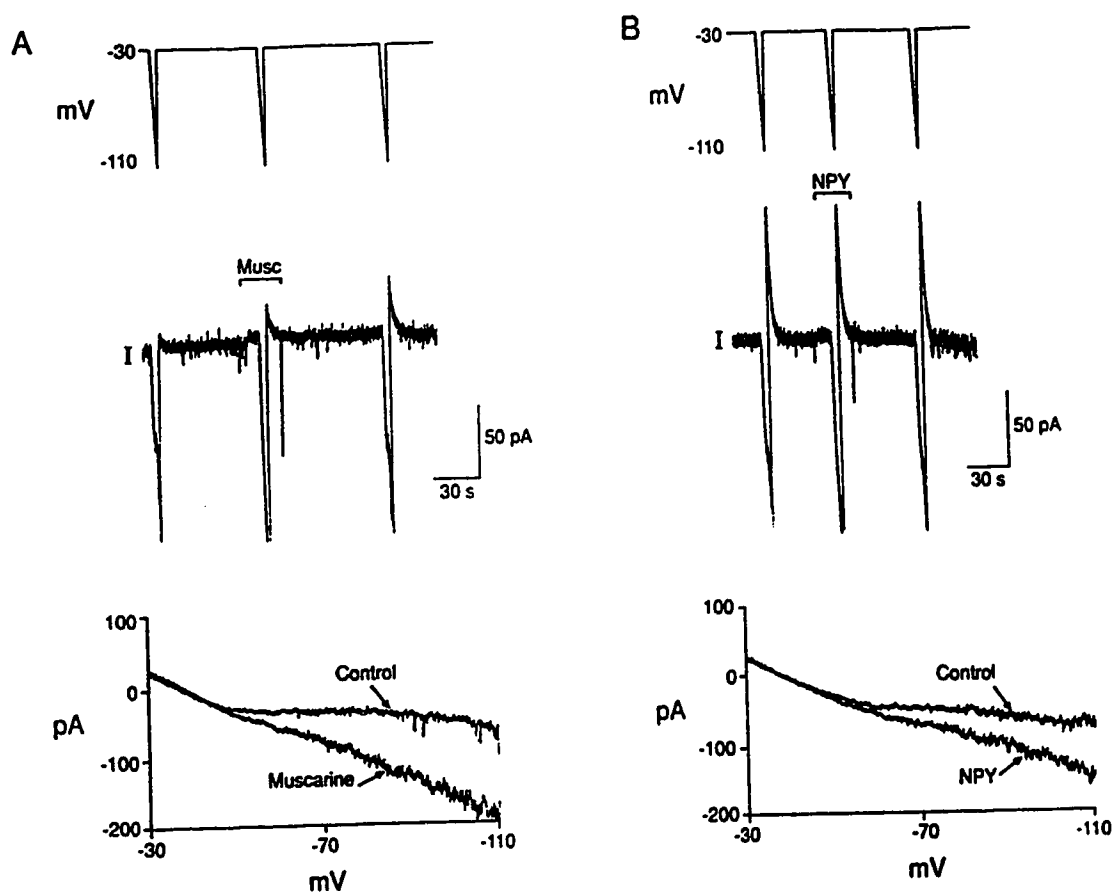 A
-30
mV
-110
Musc
I
50 pA
30 s
100
0
pA
-100
-200
Control
Muscarine
-30
-70
-110
mV
B
-30
mV
-110
NPY
I
50 pA
30 s
100
0
pA
-100
-200
Control
NPY
-30
-70
-110
mV